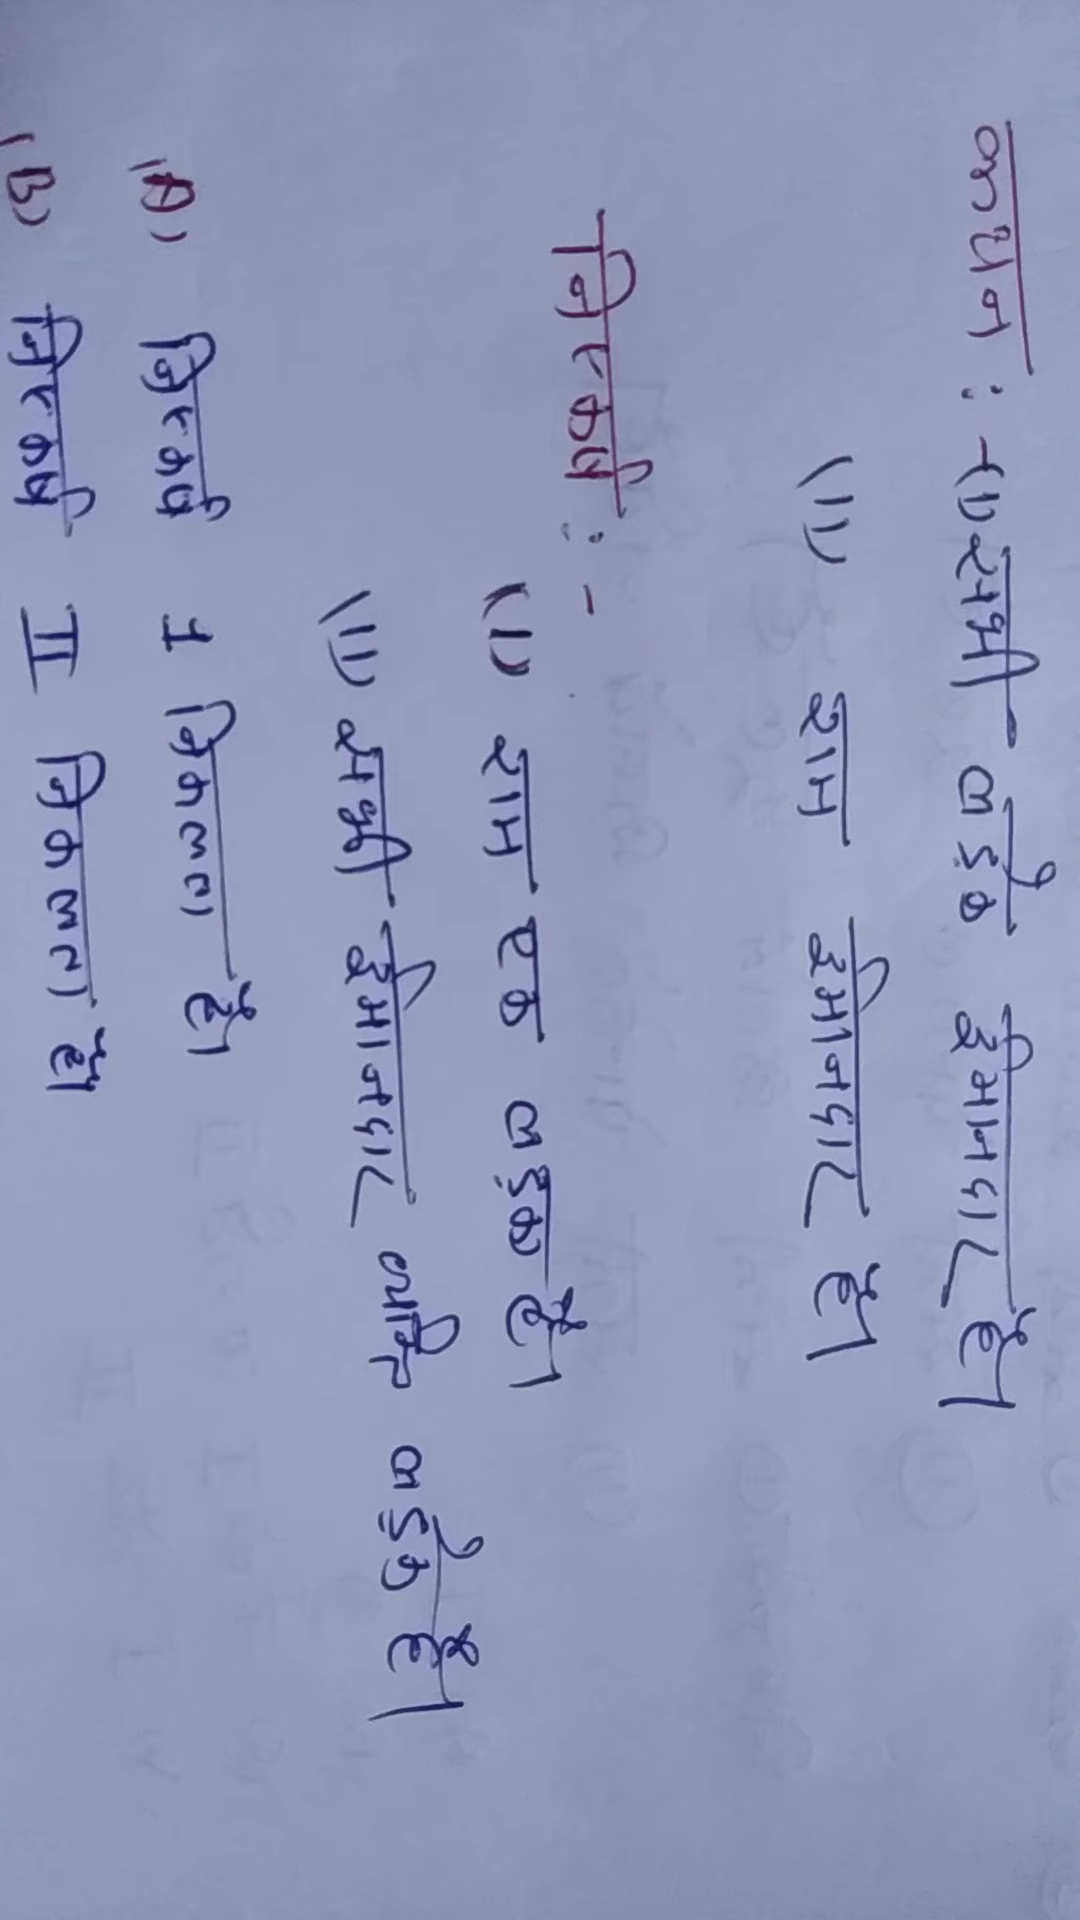 कथन : -(I) सभी लड़के ईमानदार है।
(II) राम ईमानदार है।
निष्कर्ष : -
(I) राम एक लड़का है।
(II) सभी ईमानदार व्यक्ति लड़के है।
(A) निष्कर्ष I निकलता है।
(B) निष्कर्ष II निकलता है।